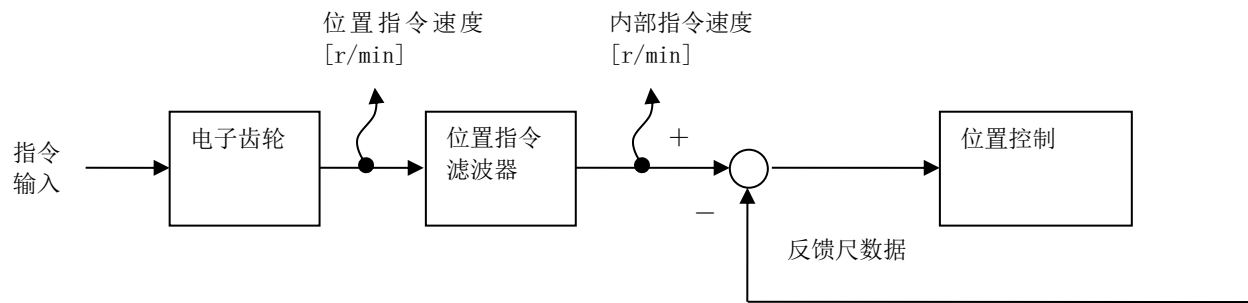 位置指令速度
[r/min]
内部指令速度
[r/min]
指令
输入
电子齿轮
位置指令
滤波器
+
−
位置控制
反馈尺数据